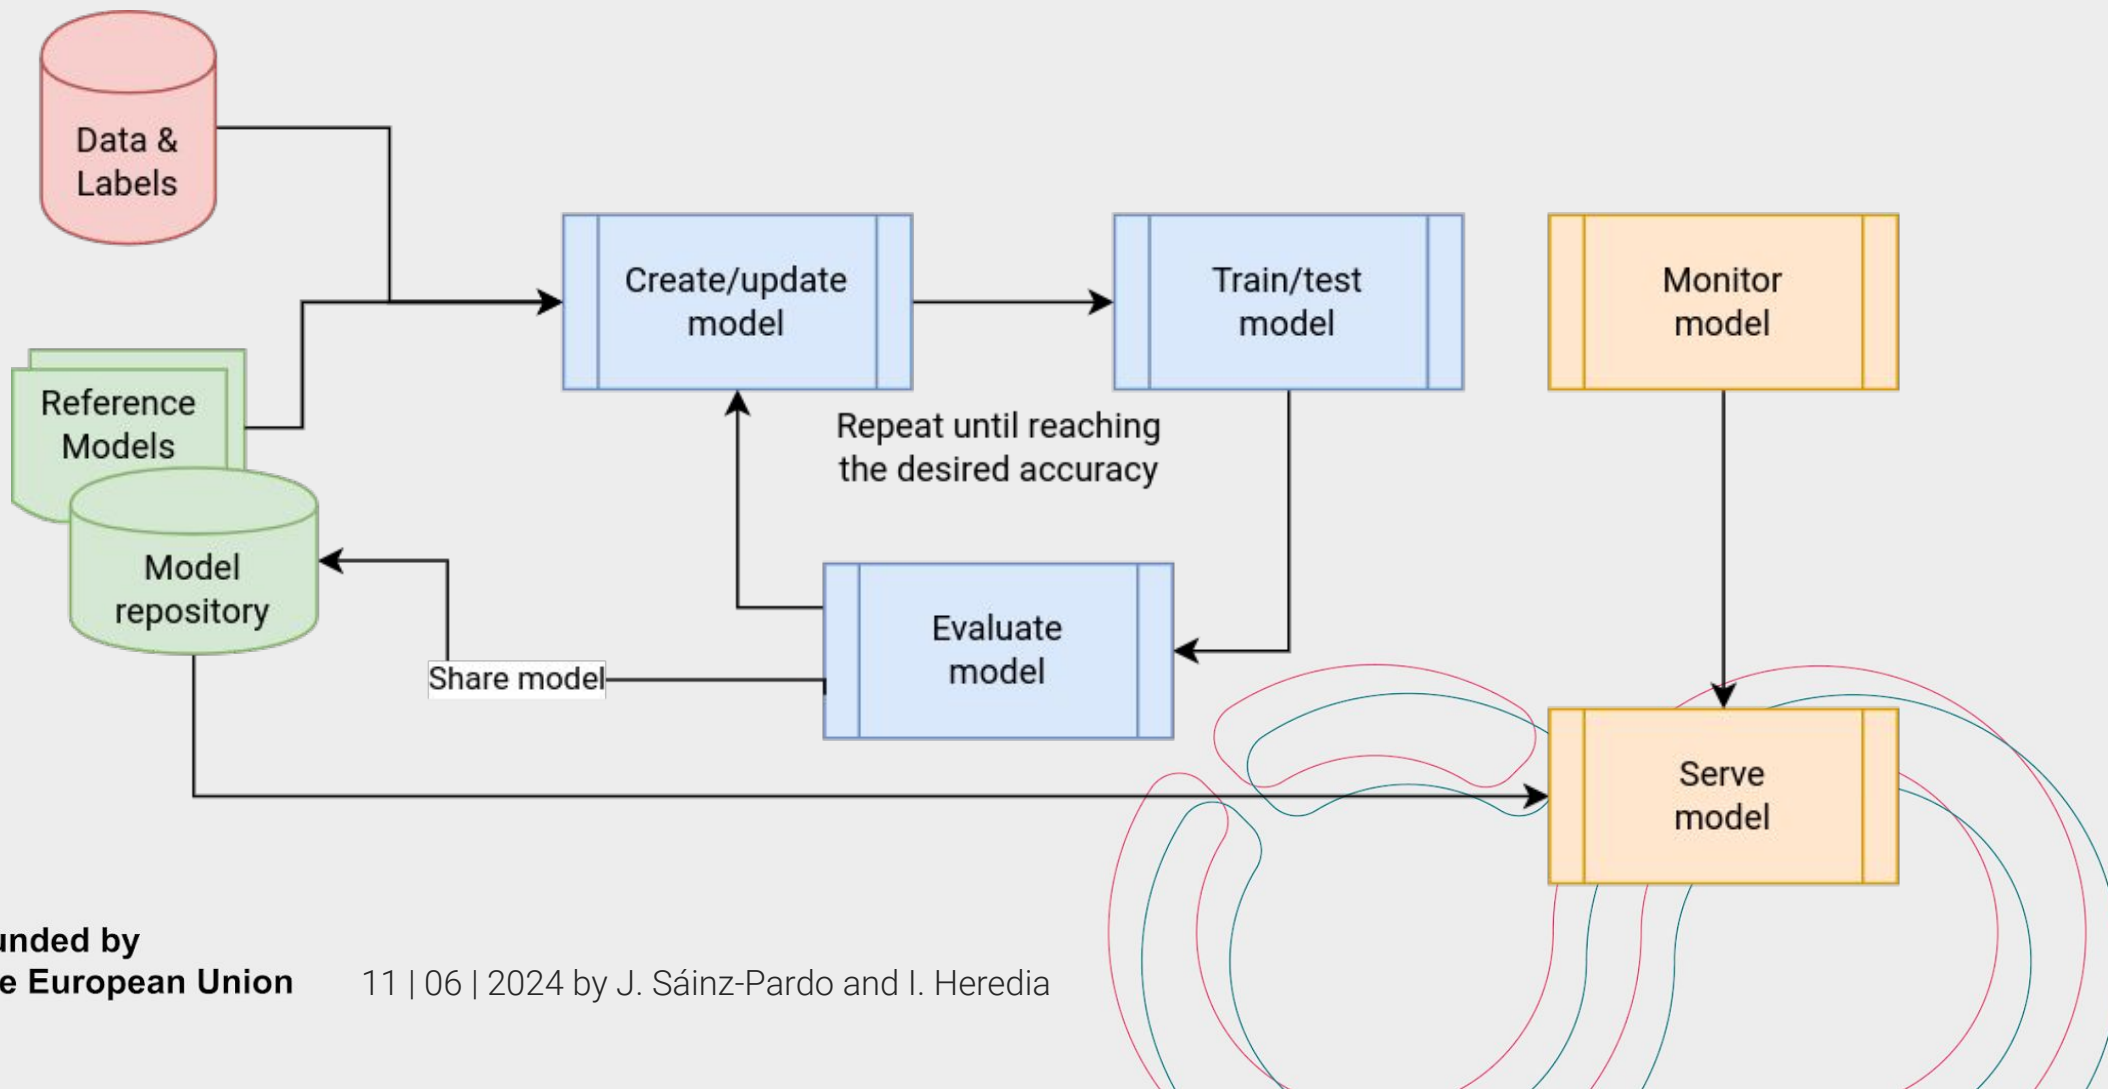 Data &
Labels
Create/update
model
Train/test
model
Monitor
model
Reference
Models
Repeat until reaching
the desired accuracy
Model
repository
Evaluate
model
Share model
Serve
model
unded by
e European Union
11 | 06 | 2024 by J. Sáinz-Pardo and I. Heredia